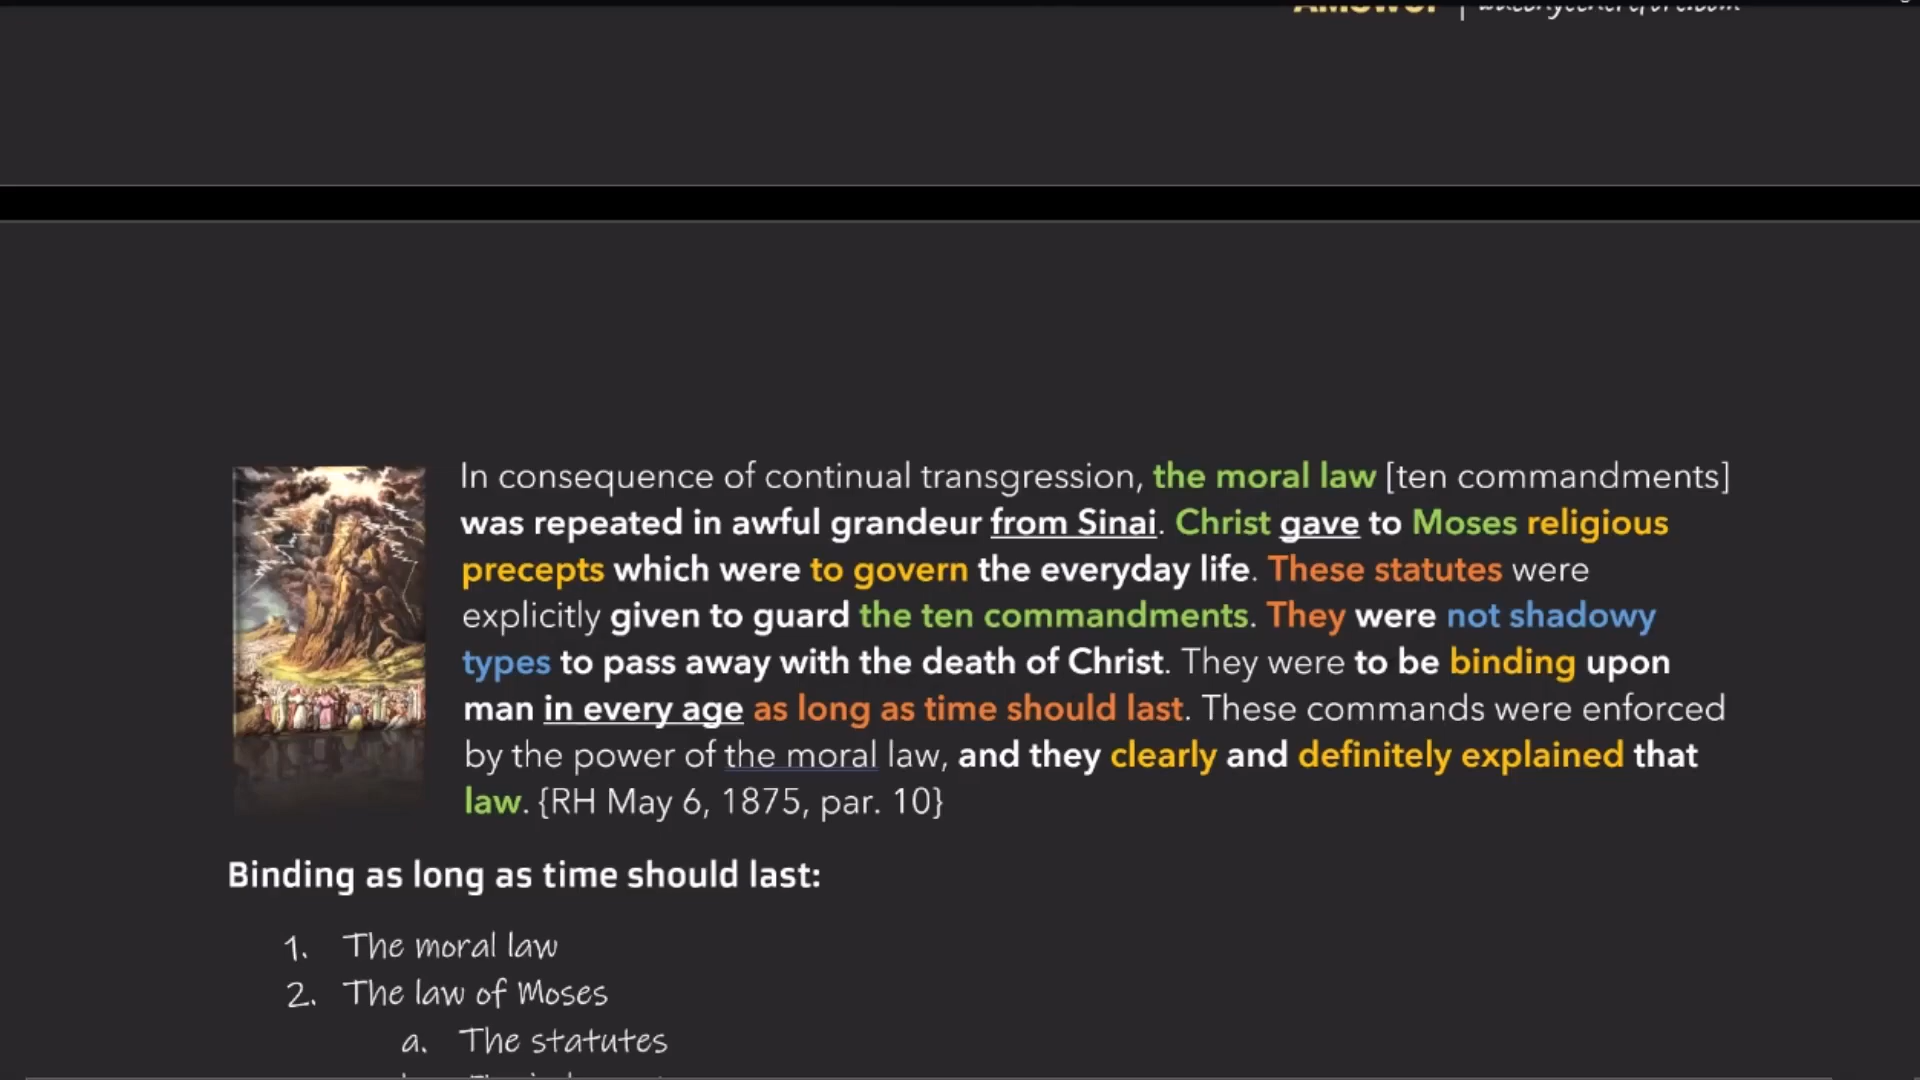 In consequence of continual transgression, the moral law [ten commandments]
was repeated in awful grandeur from Sinai. Christ gave to Moses religious
precepts which were to govern the everyday life. These statutes were
explicitly given to guard the ten commandments. They were not shadowy
types to pass away with the death of Christ. They were to be binding upon
man in every age as long as time should last. These commands were enforced
by the power of the moral law, and they clearly and definitely explained that
law. {RH May 6, 1875, par. 10}
Binding as long as time should last:
1. The moral law
2. The law of Moses
a. The statutes